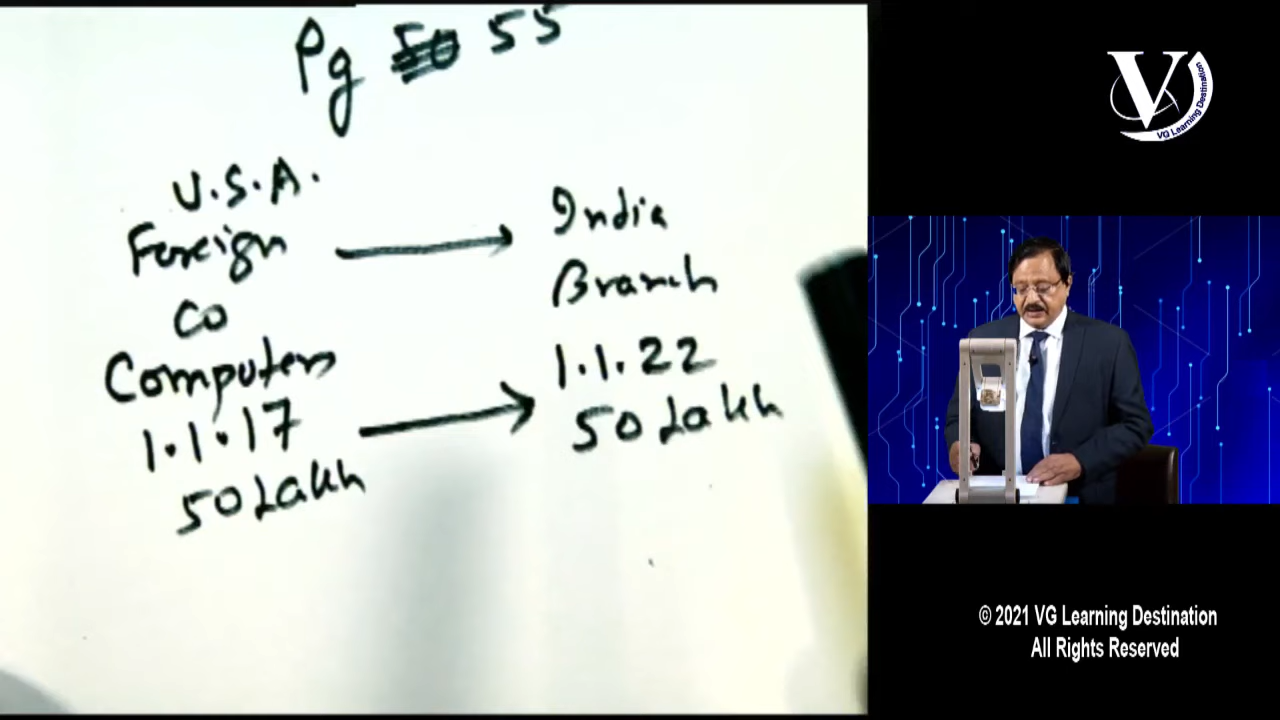 Pg 50 55
U.S.A.
Foreign
Co
Computers
1.1.17
50 Lakh
India
Branch
1.1.22
50 Lakh
V
VG Learning Destination
© 2021 VG Learning Destination
All Rights Reserved